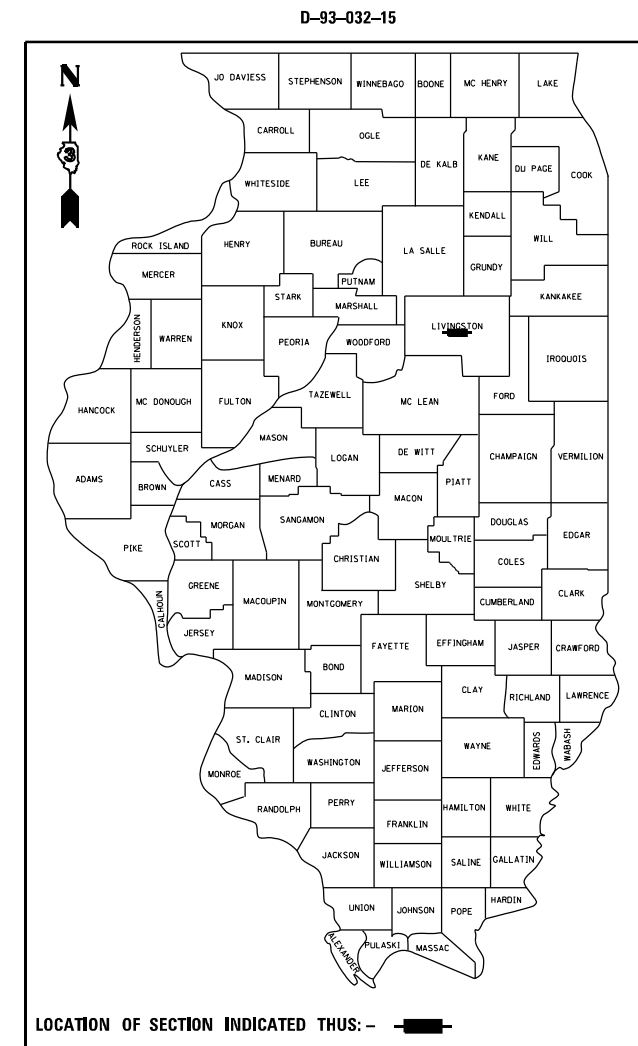 D-93-032-15
N
3
JO DAVIESS STEPHENSON WINNEBAGO BOONE MC HENRY LAKE
CARROLL OGLE
DE KALB KANE DU PAGE COOK
WHITESIDE LEE
KENDALL
ROCK ISLAND HENRY BUREAU LA SALLE WILL
MERCER PUTNAM GRUNDY
STARK MARSHALL KANKAKEE
HENDERSON WARREN KNOX PEORIA WOODFORD LIVINGSTON IROQUOIS
HANCOCK MC DONOUGH FULTON TAZEWELL MC LEAN FORD
SCHUYLER MASON LOGAN DE WITT CHAMPAIGN VERMILION
ADAMS BROWN CASS MENARD PIATT
MACON
MORGAN SANGAMON DOUGLAS
PIKE SCOTT CHRISTIAN MOULTRIE COLES EDGAR
GREENE MACOUPIN MONTGOMERY SHELBY CUMBERLAND CLARK
CALHOUN
JERSEY FAYETTE EFFINGHAM JASPER CRAWFORD
MADISON BOND
CLAY RICHLAND LAWRENCE
CLINTON MARION
ST. CLAIR WAYNE EDWARDS WABASH
MONROE WASHINGTON JEFFERSON
RANDOLPH PERRY HAMILTON WHITE
FRANKLIN
JACKSON WILLIAMSON SALINE GALLATIN
UNION JOHNSON POPE HARDIN
ALEXANDER PULASKI MASSAC
LOCATION OF SECTION INDICATED THUS: -